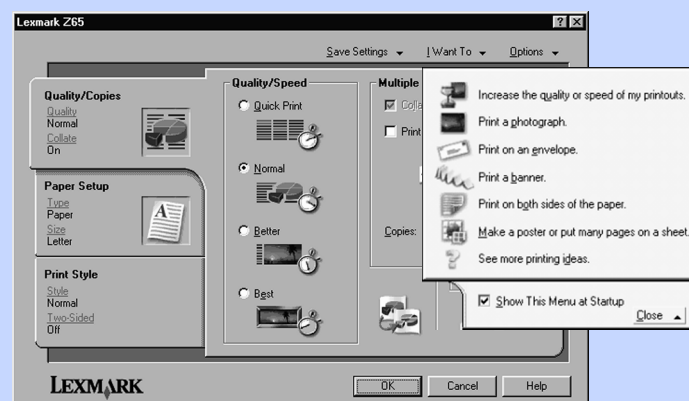 Lexmark Z65
Save Settings
I Want To
Options
Quality/Copies
Quality
Normal
Collate
On
Paper Setup
Type
Paper
Size
Letter
Print Style
Style
Normal
Two-Sided
Off
Quality/Speed
Quick Print
Normal
Better
Best
Multiple
Colla
Print
Copies:
Increase the quality or speed of my printouts.
Print a photograph.
Print on an envelope.
Print a banner.
Print on both sides of the paper.
Make a poster or put many pages on a sheet.
See more printing ideas.
Show This Menu at Startup
Close
LEXMARK
OK
Cancel
Help